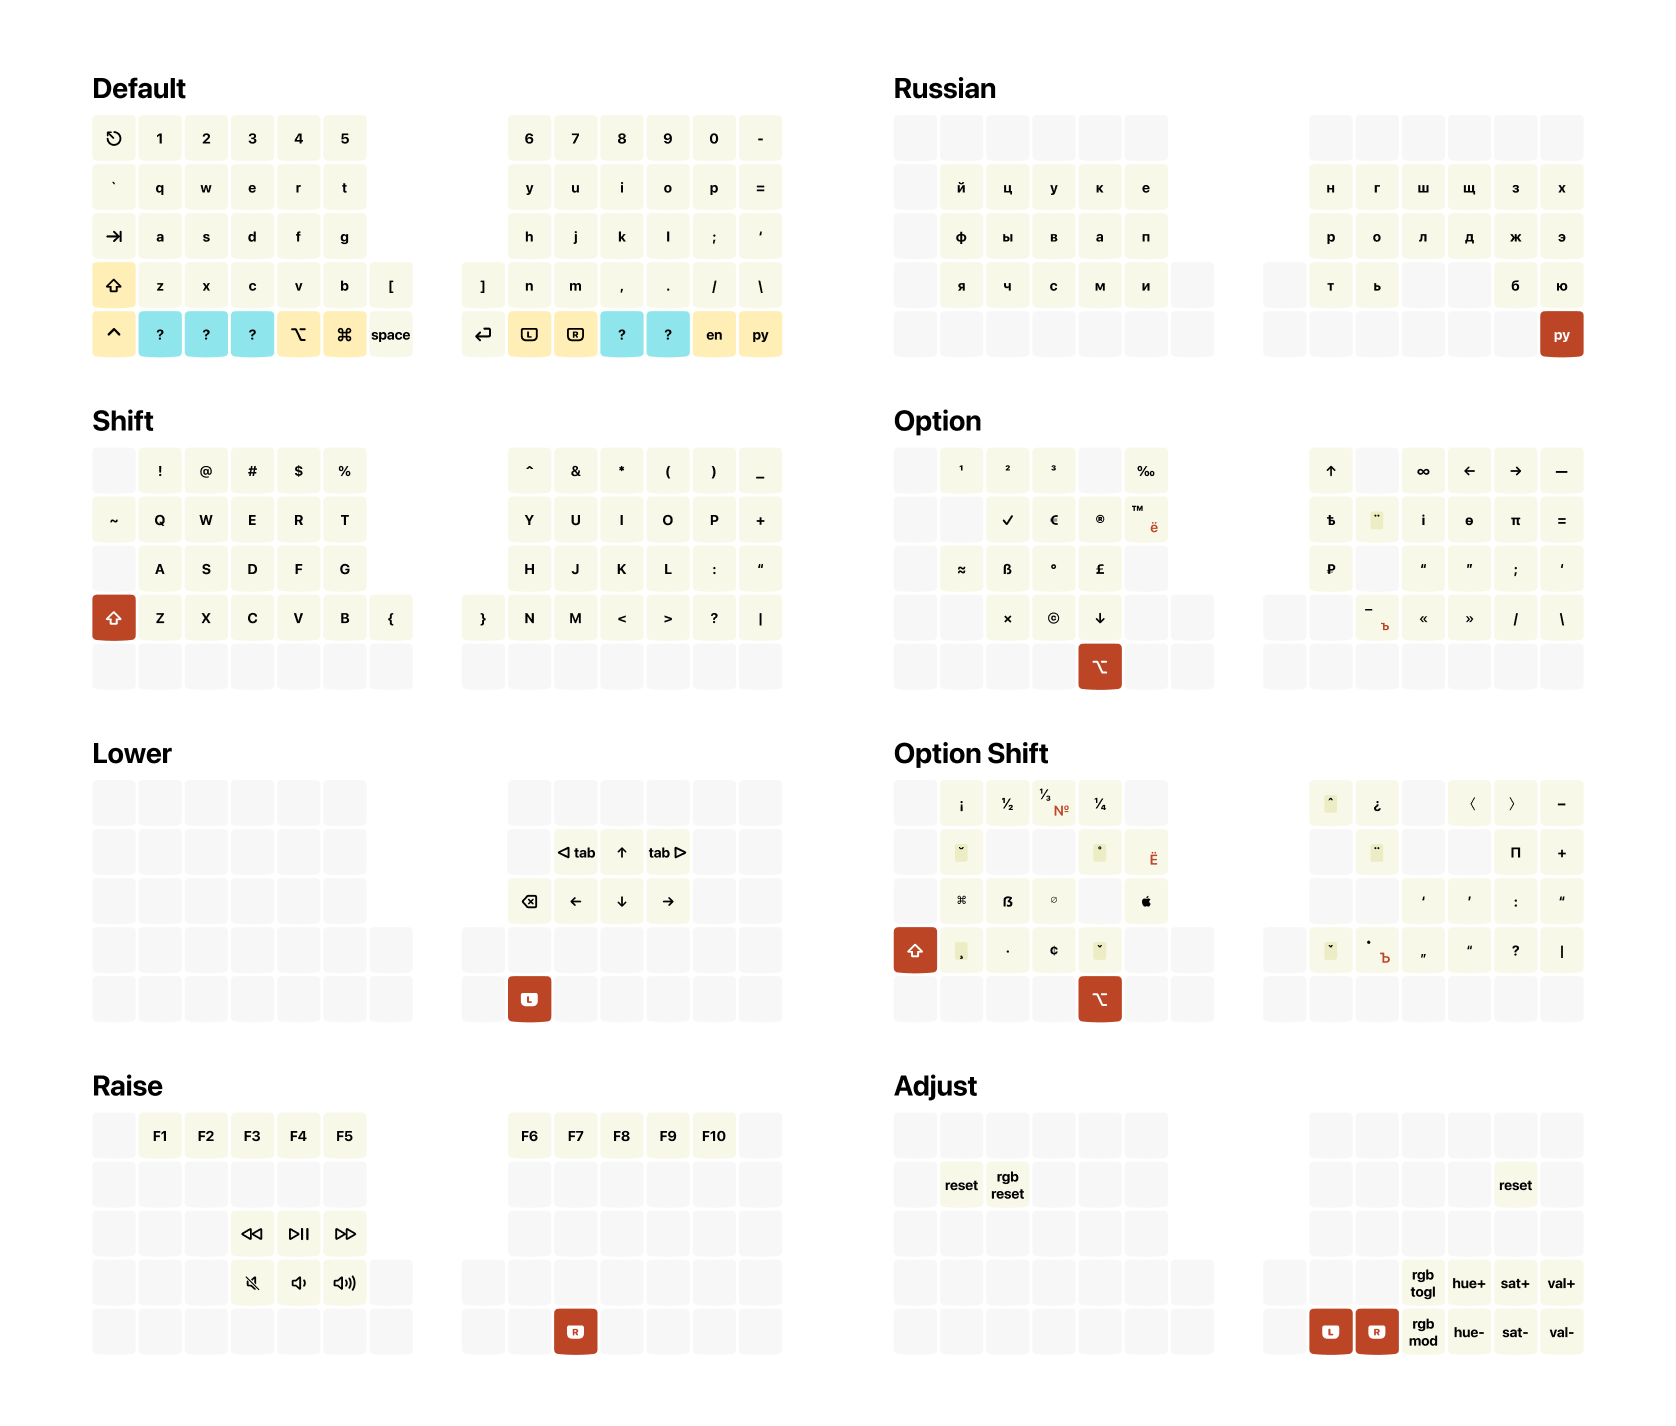 Default
1 2 3 4 5 6 7 8 9 0 -
` q w e r t y u i o p =
⇥ a s d f g h j k l ; ‘
⇧ z x c v b [ ] n m , . / \
^ ? ? ? ⌥ ⌘ space ↩ L R ? ? en ру
Russian
й ц у к е н г ш щ з х
ф ы в а п р о л д ж э
я ч с м и т ь б ю
ру
Shift
! @ # $ % ^ & * ( ) _
~ Q W E R T Y U I O P +
A S D F G H J K L : “
⇧ Z X C V B { } N M < > ? |
Option
¹ ² ³ ‰ ↑ ∞ ← → —
✓ € ® ™ ё ѣ ¨ і ѳ π =
≈ ß ° £ ₽ “ ” ; ‘
× © ↓ – ъ « » / \
⌥
Lower
◁ tab ↑ tab ▷
⌫ ← ↓ →
L
Option Shift
¡ ½ ⅓ № ¼ ˆ ¿ 〈 〉 –
˘ ˚ Ё ¨ П +
⌘ ẞ ∅  ‘ ’ : “
⇧ ¸ · ¢ ˇ ˇ • Ъ „ “ ? |
⌥
Raise
F1 F2 F3 F4 F5 F6 F7 F8 F9 F10
R
Adjust
reset rgb reset reset
rgb togl hue+ sat+ val+
L R rgb mod hue- sat- val-